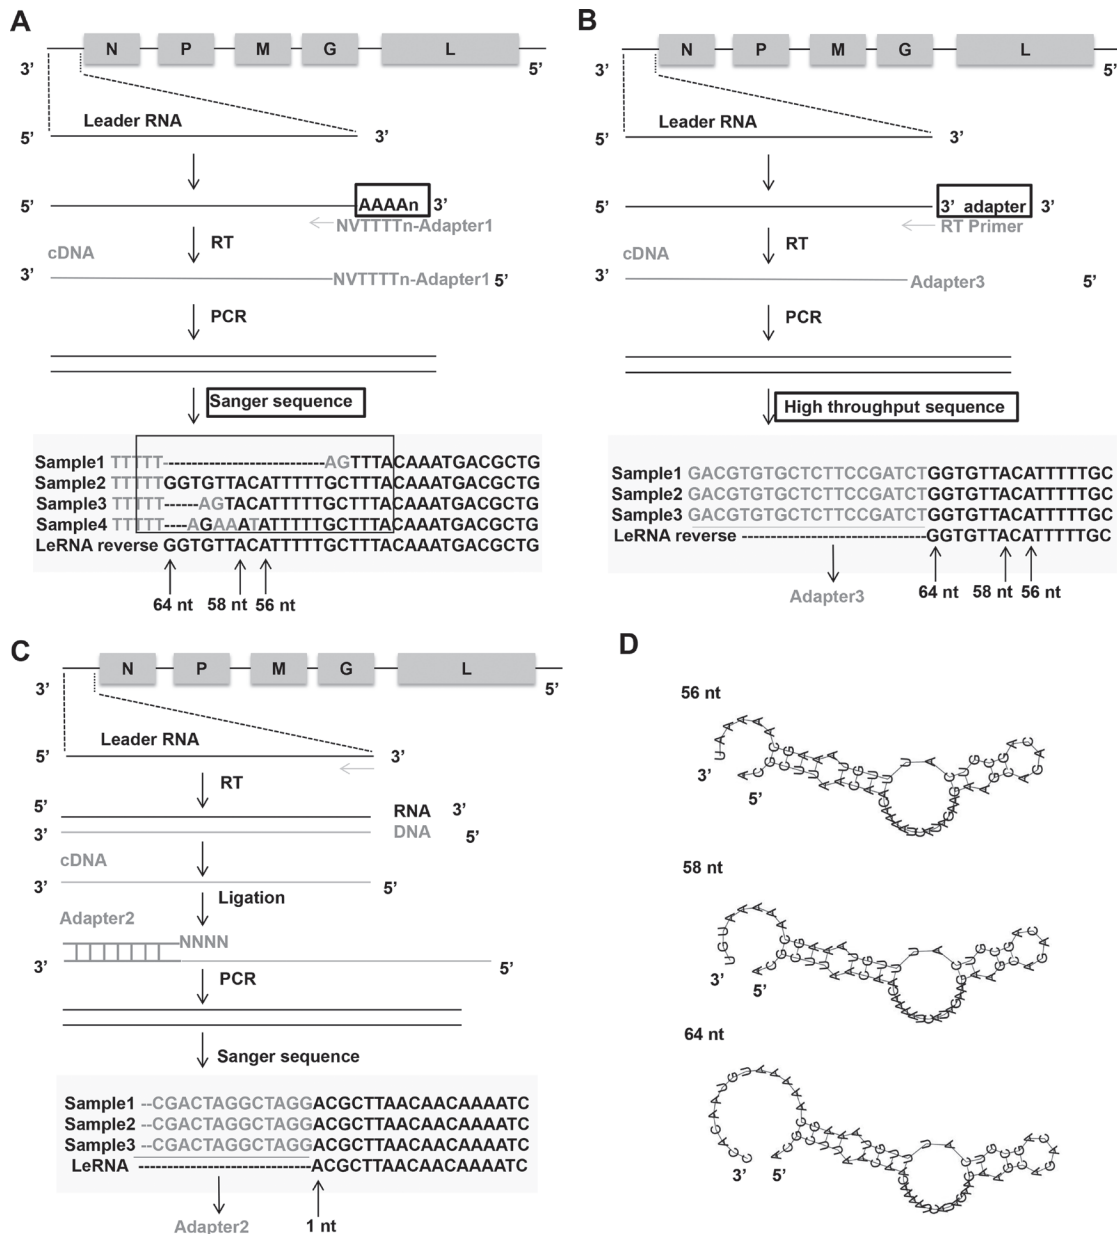 A
N P M G L
3' 5'
Leader RNA
5' 3'
5' AAAAn 3'
NVTTTTn-Adapter1
RT
cDNA
3' NVTTTTn-Adapter1 5'
PCR
Sanger sequence
Sample1 TTTTT-----------------------AGTTTACAAATGACGCTG
Sample2 TTTTTGGTGTTACATTTTTGCTTTACAAATGACGCTG
Sample3 TTTTT-----AGTACATTTTTGCTTTACAAATGACGCTG
Sample4 TTTTT----AGAAATATTTTTGCTTTACAAATGACGCTG
LeRNA reverse GGTGTTACATTTTTGCTTTACAAATGACGCTG
64 nt 58 nt 56 nt
B
N P M G L
3' 5'
Leader RNA
5' 3'
5' 3' adapter 3'
RT Primer
RT
cDNA
3' Adapter3 5'
PCR
High throughput sequence
Sample1 GACGTGTGCTCTTCCGATCTGGTGTTACATTTTTGC
Sample2 GACGTGTGCTCTTCCGATCTGGTGTTACATTTTTGC
Sample3 GACGTGTGCTCTTCCGATCTGGTGTTACATTTTTGC
LeRNA reverse --------------------------GGTGTTACATTTTTGC
Adapter3 64 nt 58 nt 56 nt
C
N P M G L
3' 5'
Leader RNA
5' 3'
RT
5' RNA 3'
3' DNA 5'
cDNA
3' 5'
Ligation
Adapter2
NNNN
3' 5'
PCR
Sanger sequence
Sample1 --CGACTAGGCTAGGACGCTTAACAACAAAATC
Sample2 --CGACTAGGCTAGGACGCTTAACAACAAAATC
Sample3 --CGACTAGGCTAGGACGCTTAACAACAAAATC
LeRNA --------------------------ACGCTTAACAACAAAATC
Adapter2 1 nt
D
56 nt
3' 5'
58 nt
3' 5'
64 nt
3' 5'